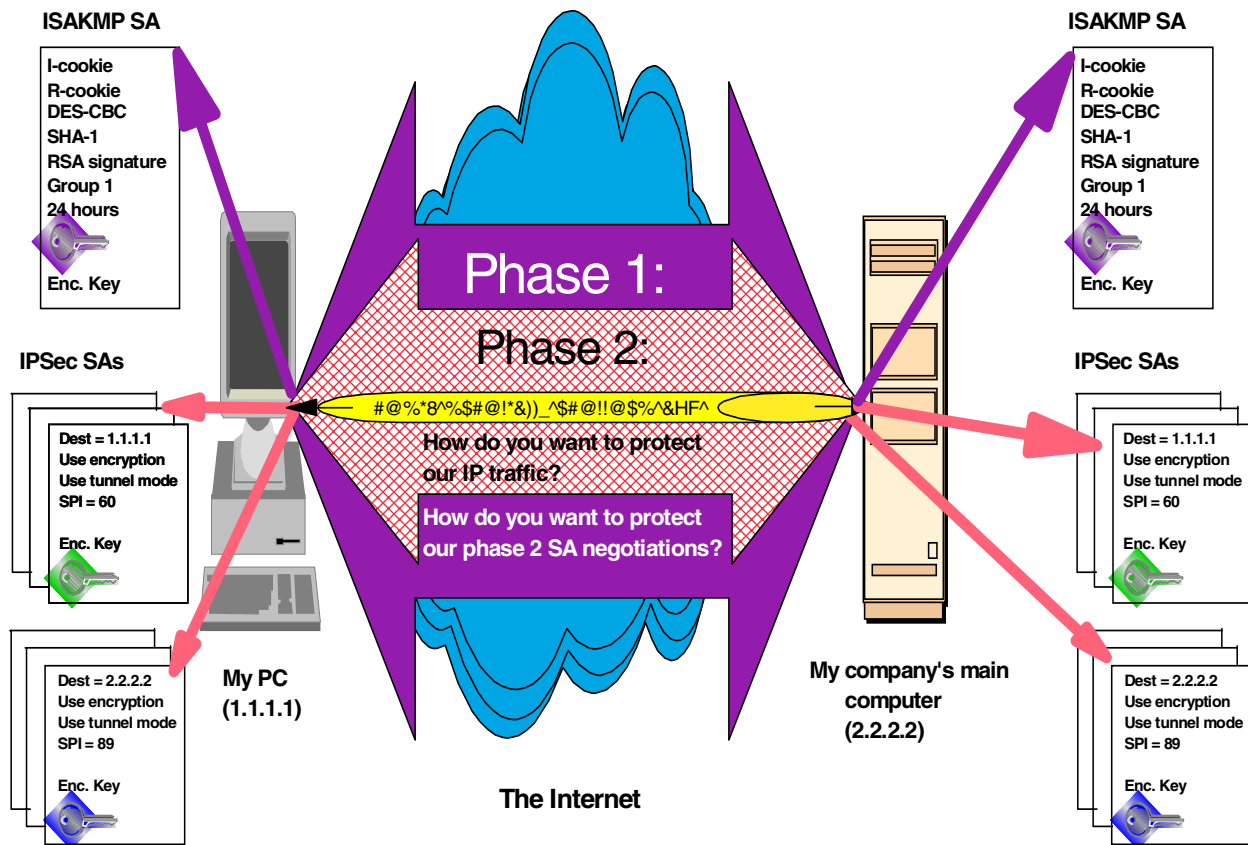 ISAKMP SA
I-cookie
R-cookie
DES-CBC
SHA-1
RSA signature
Group 1
24 hours
Enc. Key
IPSec SAs
Dest = 1.1.1.1
Use encryption
Use tunnel mode
SPI = 60
Enc. Key
Dest = 2.2.2.2
Use encryption
Use tunnel mode
SPI = 89
Enc. Key
My PC
(1.1.1.1)
Phase 1:
Phase 2:
#@%*8^%$#@!*&))_^$#@!!@$%^&HF^
How do you want to protect
our IP traffic?
How do you want to protect
our phase 2 SA negotiations?
The Internet
My company's main
computer
(2.2.2.2)
ISAKMP SA
I-cookie
R-cookie
DES-CBC
SHA-1
RSA signature
Group 1
24 hours
Enc. Key
IPSec SAs
Dest = 1.1.1.1
Use encryption
Use tunnel mode
SPI = 60
Enc. Key
Dest = 2.2.2.2
Use encryption
Use tunnel mode
SPI = 89
Enc. Key